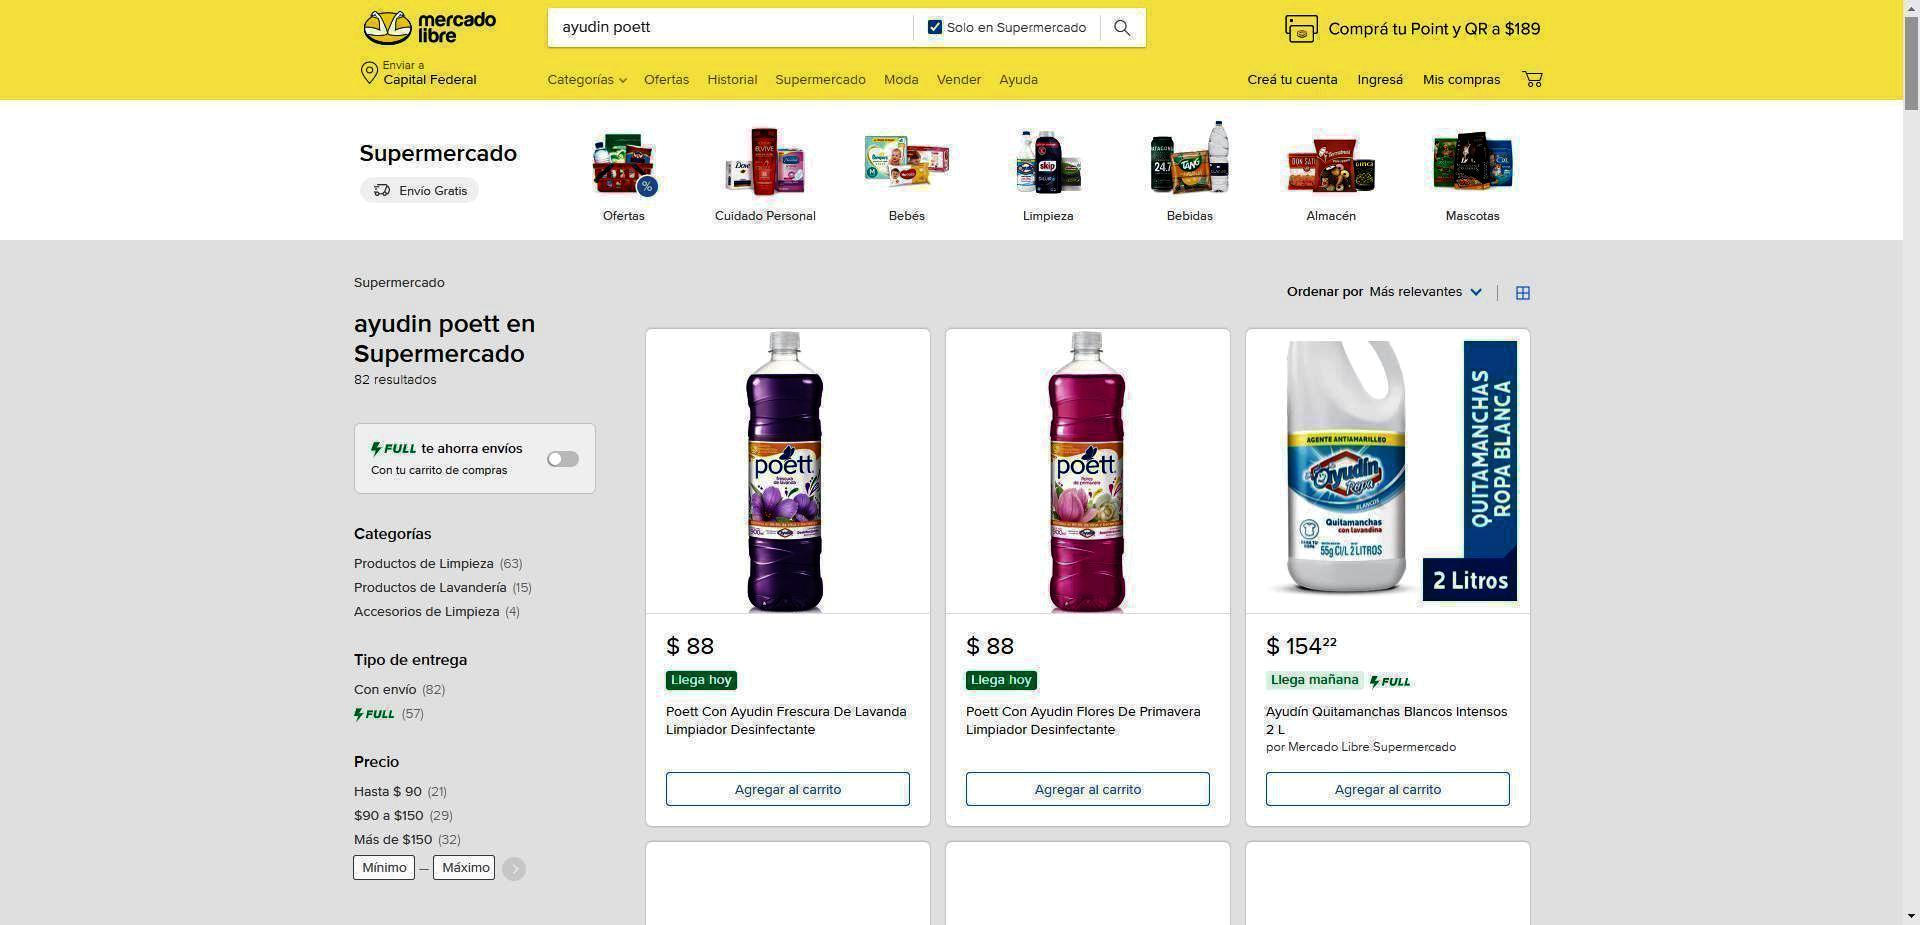 mercado
libre
ayudin poett
Solo en Supermercado
Comprá tu Point y QR a $189
Enviar a
Capital Federal
Categorías
Ofertas
Historial
Supermercado
Moda
Vender
Ayuda
Creá tu cuenta
Ingresá
Mis compras
Supermercado
Envío Gratis
Ofertas
Cuidado Personal
Bebés
Limpieza
Bebidas
Almacén
Mascotas
Supermercado
Ordenar por Más relevantes
ayudin poett en
Supermercado
82 resultados
FULL te ahorra envíos
Con tu carrito de compras
Categorías
Productos de Limpieza (63)
Productos de Lavandería (15)
Accesorios de Limpieza (4)
Tipo de entrega
Con envío (82)
FULL (57)
Precio
Hasta $ 90 (21)
$90 a $150 (29)
Más de $150 (32)
Mínimo – Máximo
poett
frescura
de lavanda
$ 88
Llega hoy
Poett Con Ayudin Frescura De Lavanda
Limpiador Desinfectante
Agregar al carrito
poett
flores
de primavera
$ 88
Llega hoy
Poett Con Ayudin Flores De Primavera
Limpiador Desinfectante
Agregar al carrito
AGENTE ANTIAMARILLEO
Ayudín
Ropa
BLANCOS
Quitamanchas
con lavandina
55g Cl/L 2 LITROS
QUITAMANCHAS
ROPA BLANCA
2 Litros
$ 154 22
Llega mañana FULL
Ayudín Quitamanchas Blancos Intensos
2 L
por Mercado Libre Supermercado
Agregar al carrito